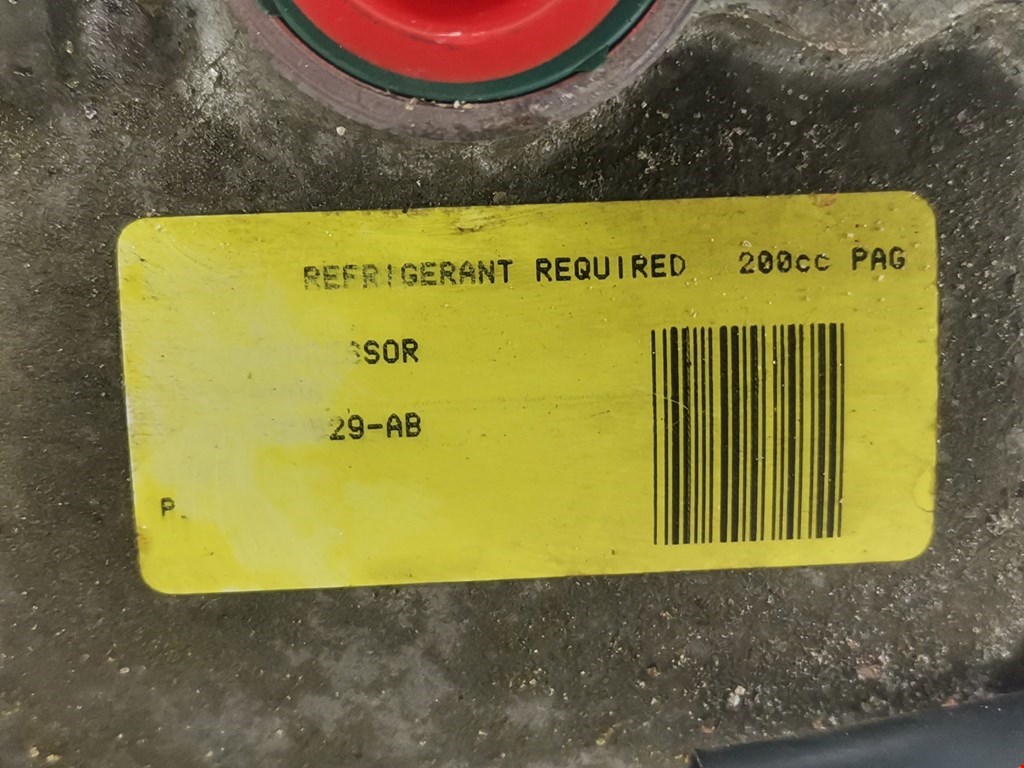 REFRIGERANT REQUIRED 200cc PAG
SSOR
29-AB
P.